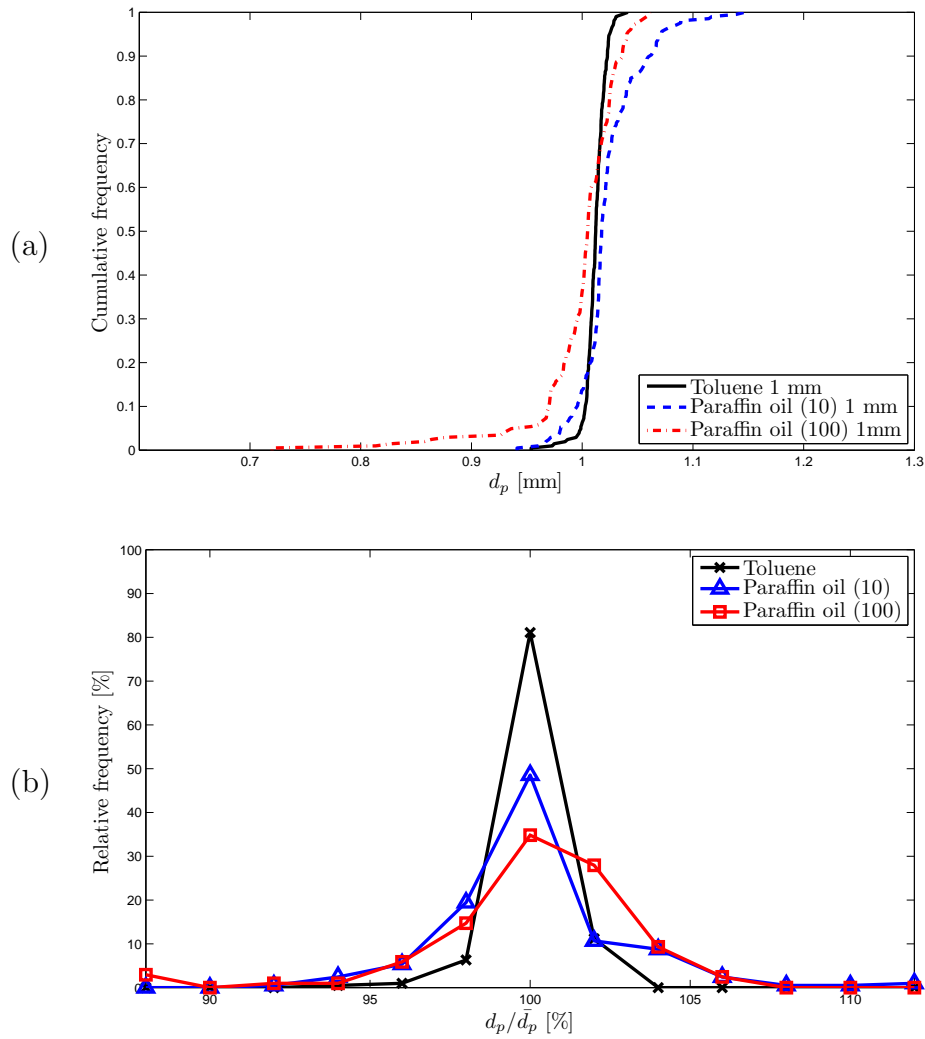 (a)
Cumulative frequency
1
0.9
0.8
0.7
0.6
0.5
0.4
0.3
0.2
0.1
0
0.7
0.8
0.9
1
1.1
1.2
1.3
d_p [mm]
Toluene 1 mm
Paraffin oil (10) 1 mm
Paraffin oil (100) 1mm
(b)
Relative frequency [%]
100
90
80
70
60
50
40
30
20
10
0
90
95
100
105
110
d_p/d̄_p [%]
Toluene
Paraffin oil (10)
Paraffin oil (100)